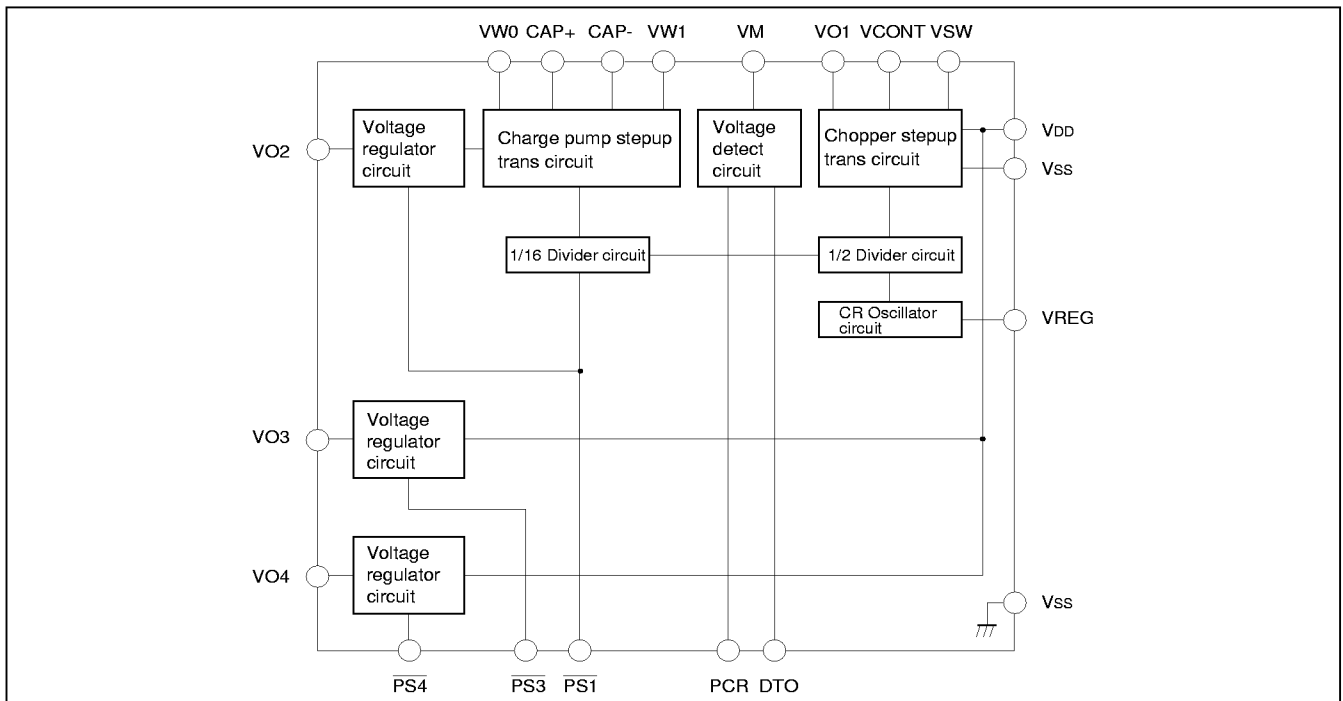 VW0 CAP+ CAP- VW1 VM VO1 VCONT VSW
VO2
Voltage
regulator
circuit
Charge pump stepup
trans circuit
Voltage
detect
circuit
Chopper stepup
trans circuit
VDD
Vss
1/16 Divider circuit
1/2 Divider circuit
CR Oscillator
circuit
VREG
VO3
Voltage
regulator
circuit
VO4
Voltage
regulator
circuit
Vss
PS4 PS3 PS1 PCR DTO